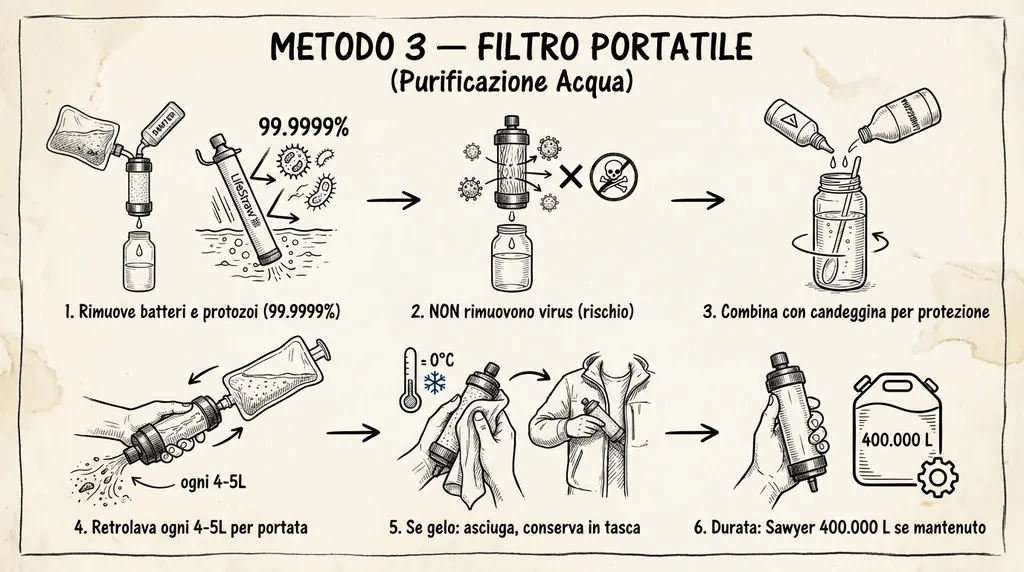 METODO 3 — FILTRO PORTATILE
(Purificazione Acqua)
99.9999%
LifeStraw
1. Rimuove batteri e protozoi (99.9999%)
2. NON rimuovono virus (rischio)
3. Combina con candeggina per protezione
ogni 4-5L
4. Retrolava ogni 4-5L per portata
= 0°C
5. Se gelo: asciuga, conserva in tasca
400.000 L
6. Durata: Sawyer 400.000 L se mantenuto